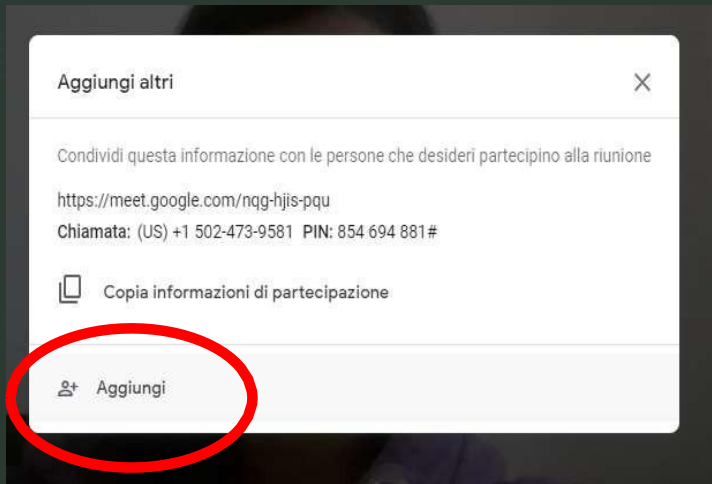 Aggiungi altri
Condividi questa informazione con le persone che desideri partecipino alla riunione
https://meet.google.com/nqg-hjis-pqu
Chiamata: (US) +1 502-473-9581 PIN: 854 694 881#
Copia informazioni di partecipazione
Aggiungi